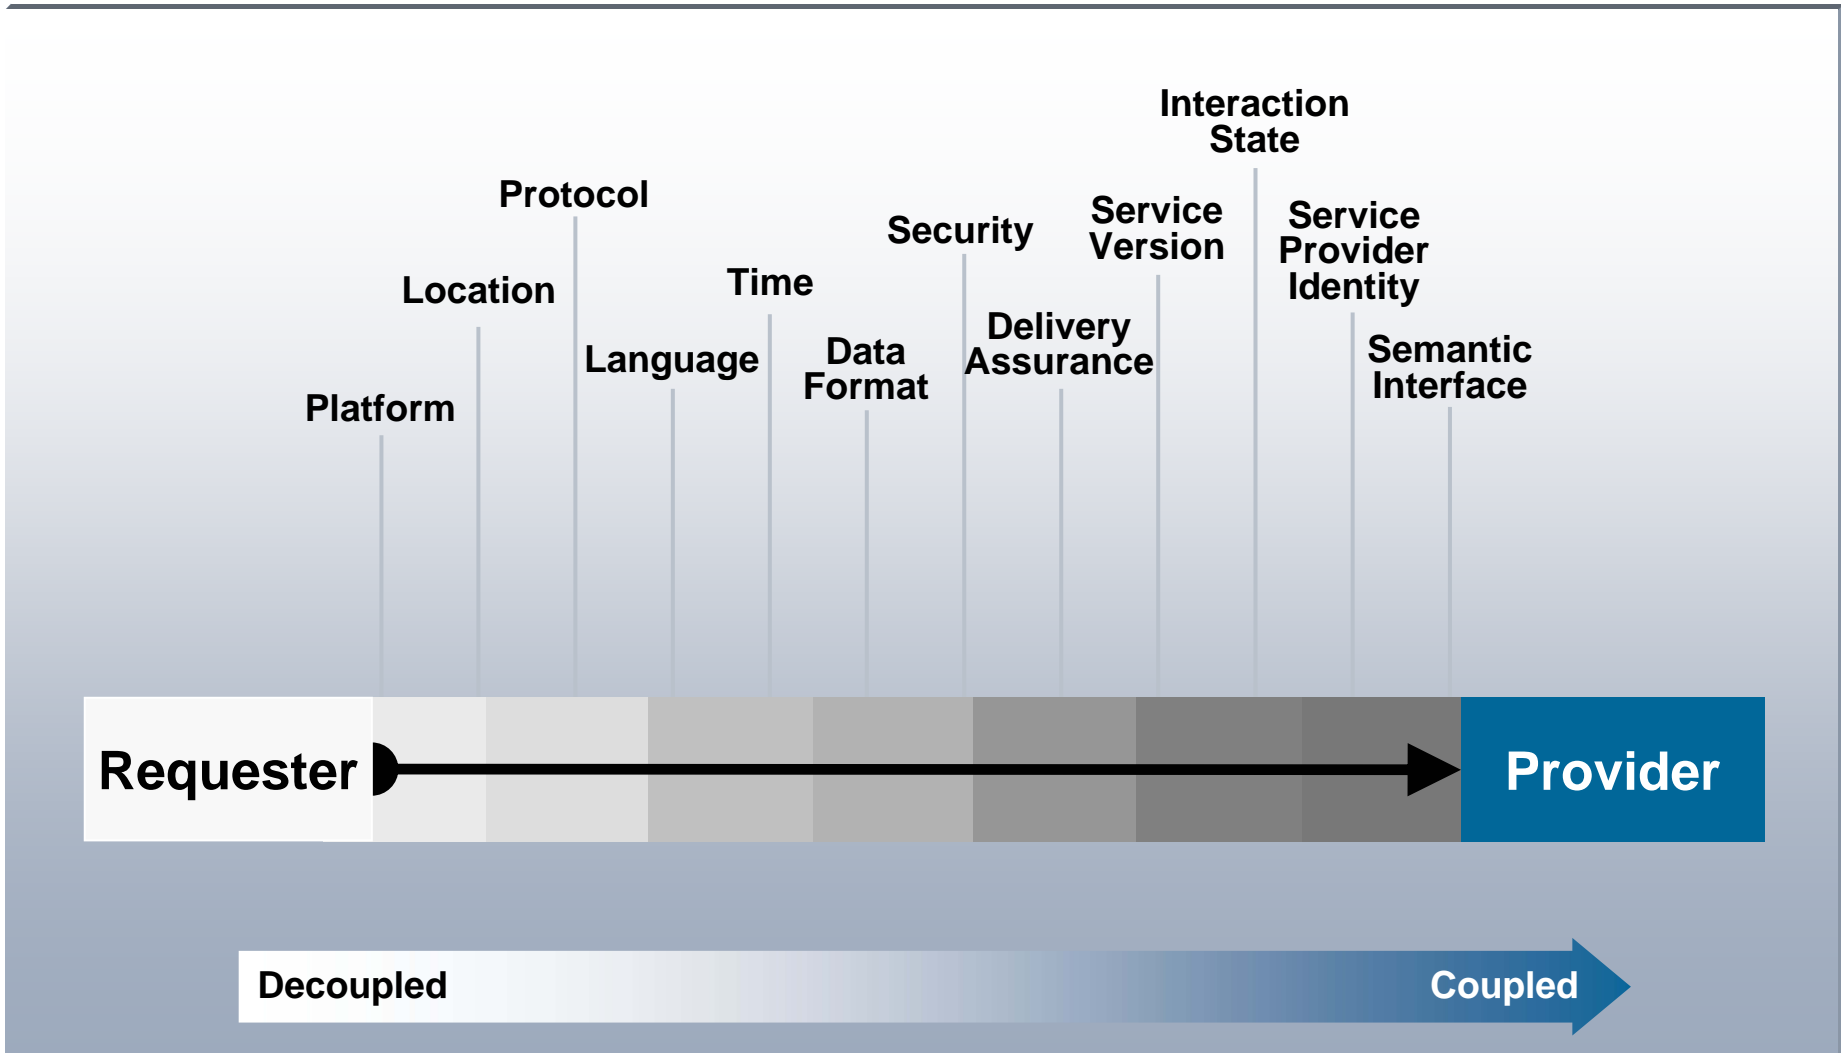 Interaction
State
Protocol
Service
Version
Service
Provider
Identity
Security
Location
Time
Delivery
Assurance
Language
Data
Format
Semantic
Interface
Platform
Requester
Provider
Decoupled
Coupled